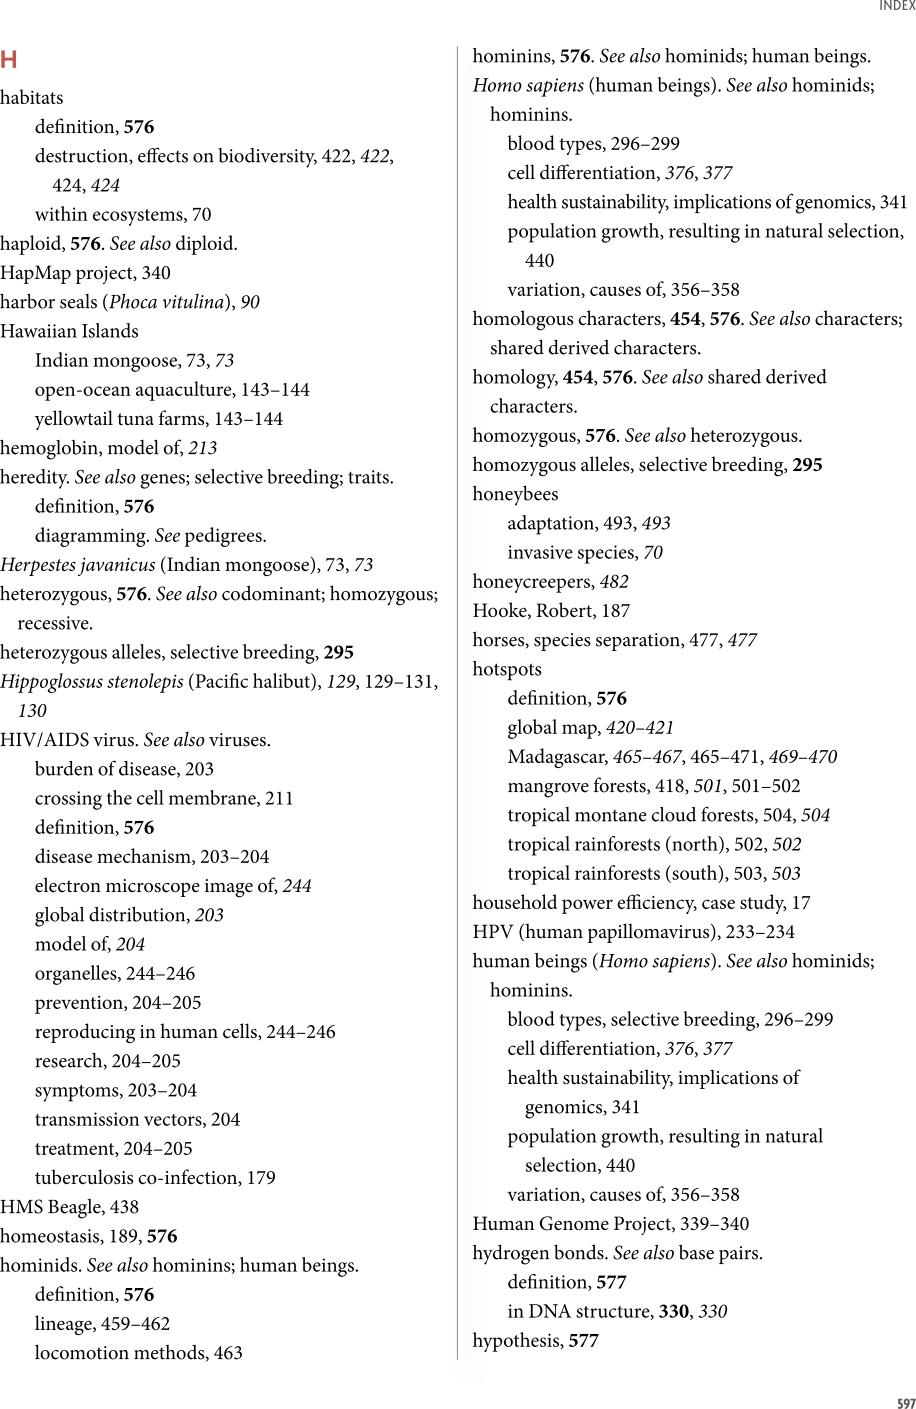 INDEX
H
habitats
definition, 576
destruction, effects on biodiversity, 422, 422,
424, 424
within ecosystems, 70
haploid, 576. See also diploid.
HapMap project, 340
harbor seals (Phoca vitulina), 90
Hawaiian Islands
Indian mongoose, 73, 73
open-ocean aquaculture, 143–144
yellowtail tuna farms, 143–144
hemoglobin, model of, 213
heredity. See also genes; selective breeding; traits.
definition, 576
diagramming. See pedigrees.
Herpestes javanicus (Indian mongoose), 73, 73
heterozygous, 576. See also codominant; homozygous;
recessive.
heterozygous alleles, selective breeding, 295
Hippoglossus stenolepis (Pacific halibut), 129, 129–131,
130
HIV/AIDS virus. See also viruses.
burden of disease, 203
crossing the cell membrane, 211
definition, 576
disease mechanism, 203–204
electron microscope image of, 244
global distribution, 203
model of, 204
organelles, 244–246
prevention, 204–205
reproducing in human cells, 244–246
research, 204–205
symptoms, 203–204
transmission vectors, 204
treatment, 204–205
tuberculosis co-infection, 179
HMS Beagle, 438
homeostasis, 189, 576
hominids. See also hominins; human beings.
definition, 576
lineage, 459–462
locomotion methods, 463
hominins, 576. See also hominids; human beings.
Homo sapiens (human beings). See also hominids;
hominins.
blood types, 296–299
cell differentiation, 376, 377
health sustainability, implications of genomics, 341
population growth, resulting in natural selection,
440
variation, causes of, 356–358
homologous characters, 454, 576. See also characters;
shared derived characters.
homology, 454, 576. See also shared derived
characters.
homozygous, 576. See also heterozygous.
homozygous alleles, selective breeding, 295
honeybees
adaptation, 493, 493
invasive species, 70
honeycreepers, 482
Hooke, Robert, 187
horses, species separation, 477, 477
hotspots
definition, 576
global map, 420–421
Madagascar, 465–467, 465–471, 469–470
mangrove forests, 418, 501, 501–502
tropical montane cloud forests, 504, 504
tropical rainforests (north), 502, 502
tropical rainforests (south), 503, 503
household power efficiency, case study, 17
HPV (human papillomavirus), 233–234
human beings (Homo sapiens). See also hominids;
hominins.
blood types, selective breeding, 296–299
cell differentiation, 376, 377
health sustainability, implications of
genomics, 341
population growth, resulting in natural
selection, 440
variation, causes of, 356–358
Human Genome Project, 339–340
hydrogen bonds. See also base pairs.
definition, 577
in DNA structure, 330, 330
hypothesis, 577
597